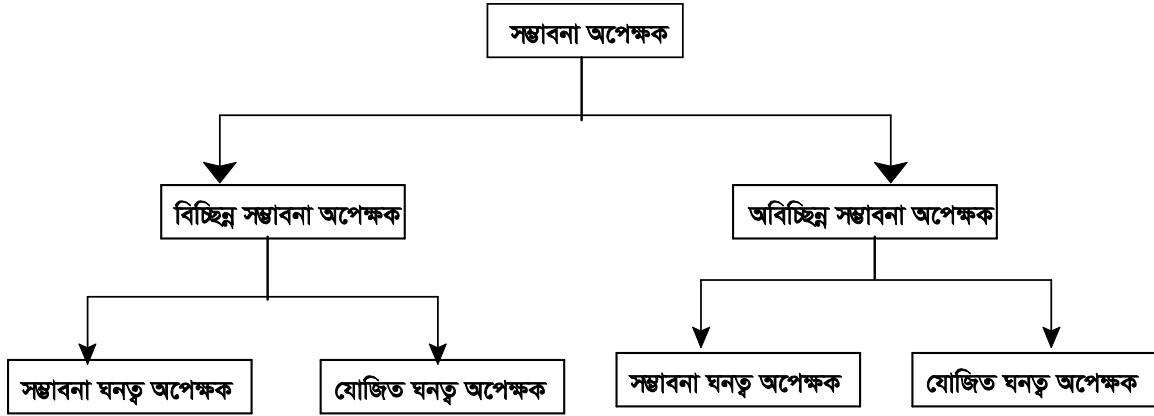 সম্ভাবনা অপেক্ষক
বিচ্ছিন্ন সম্ভাবনা অপেক্ষক
অবিচ্ছিন্ন সম্ভাবনা অপেক্ষক
সম্ভাবনা ঘনত্ব অপেক্ষক
যোজিত ঘনত্ব অপেক্ষক
সম্ভাবনা ঘনত্ব অপেক্ষক
যোজিত ঘনত্ব অপেক্ষক